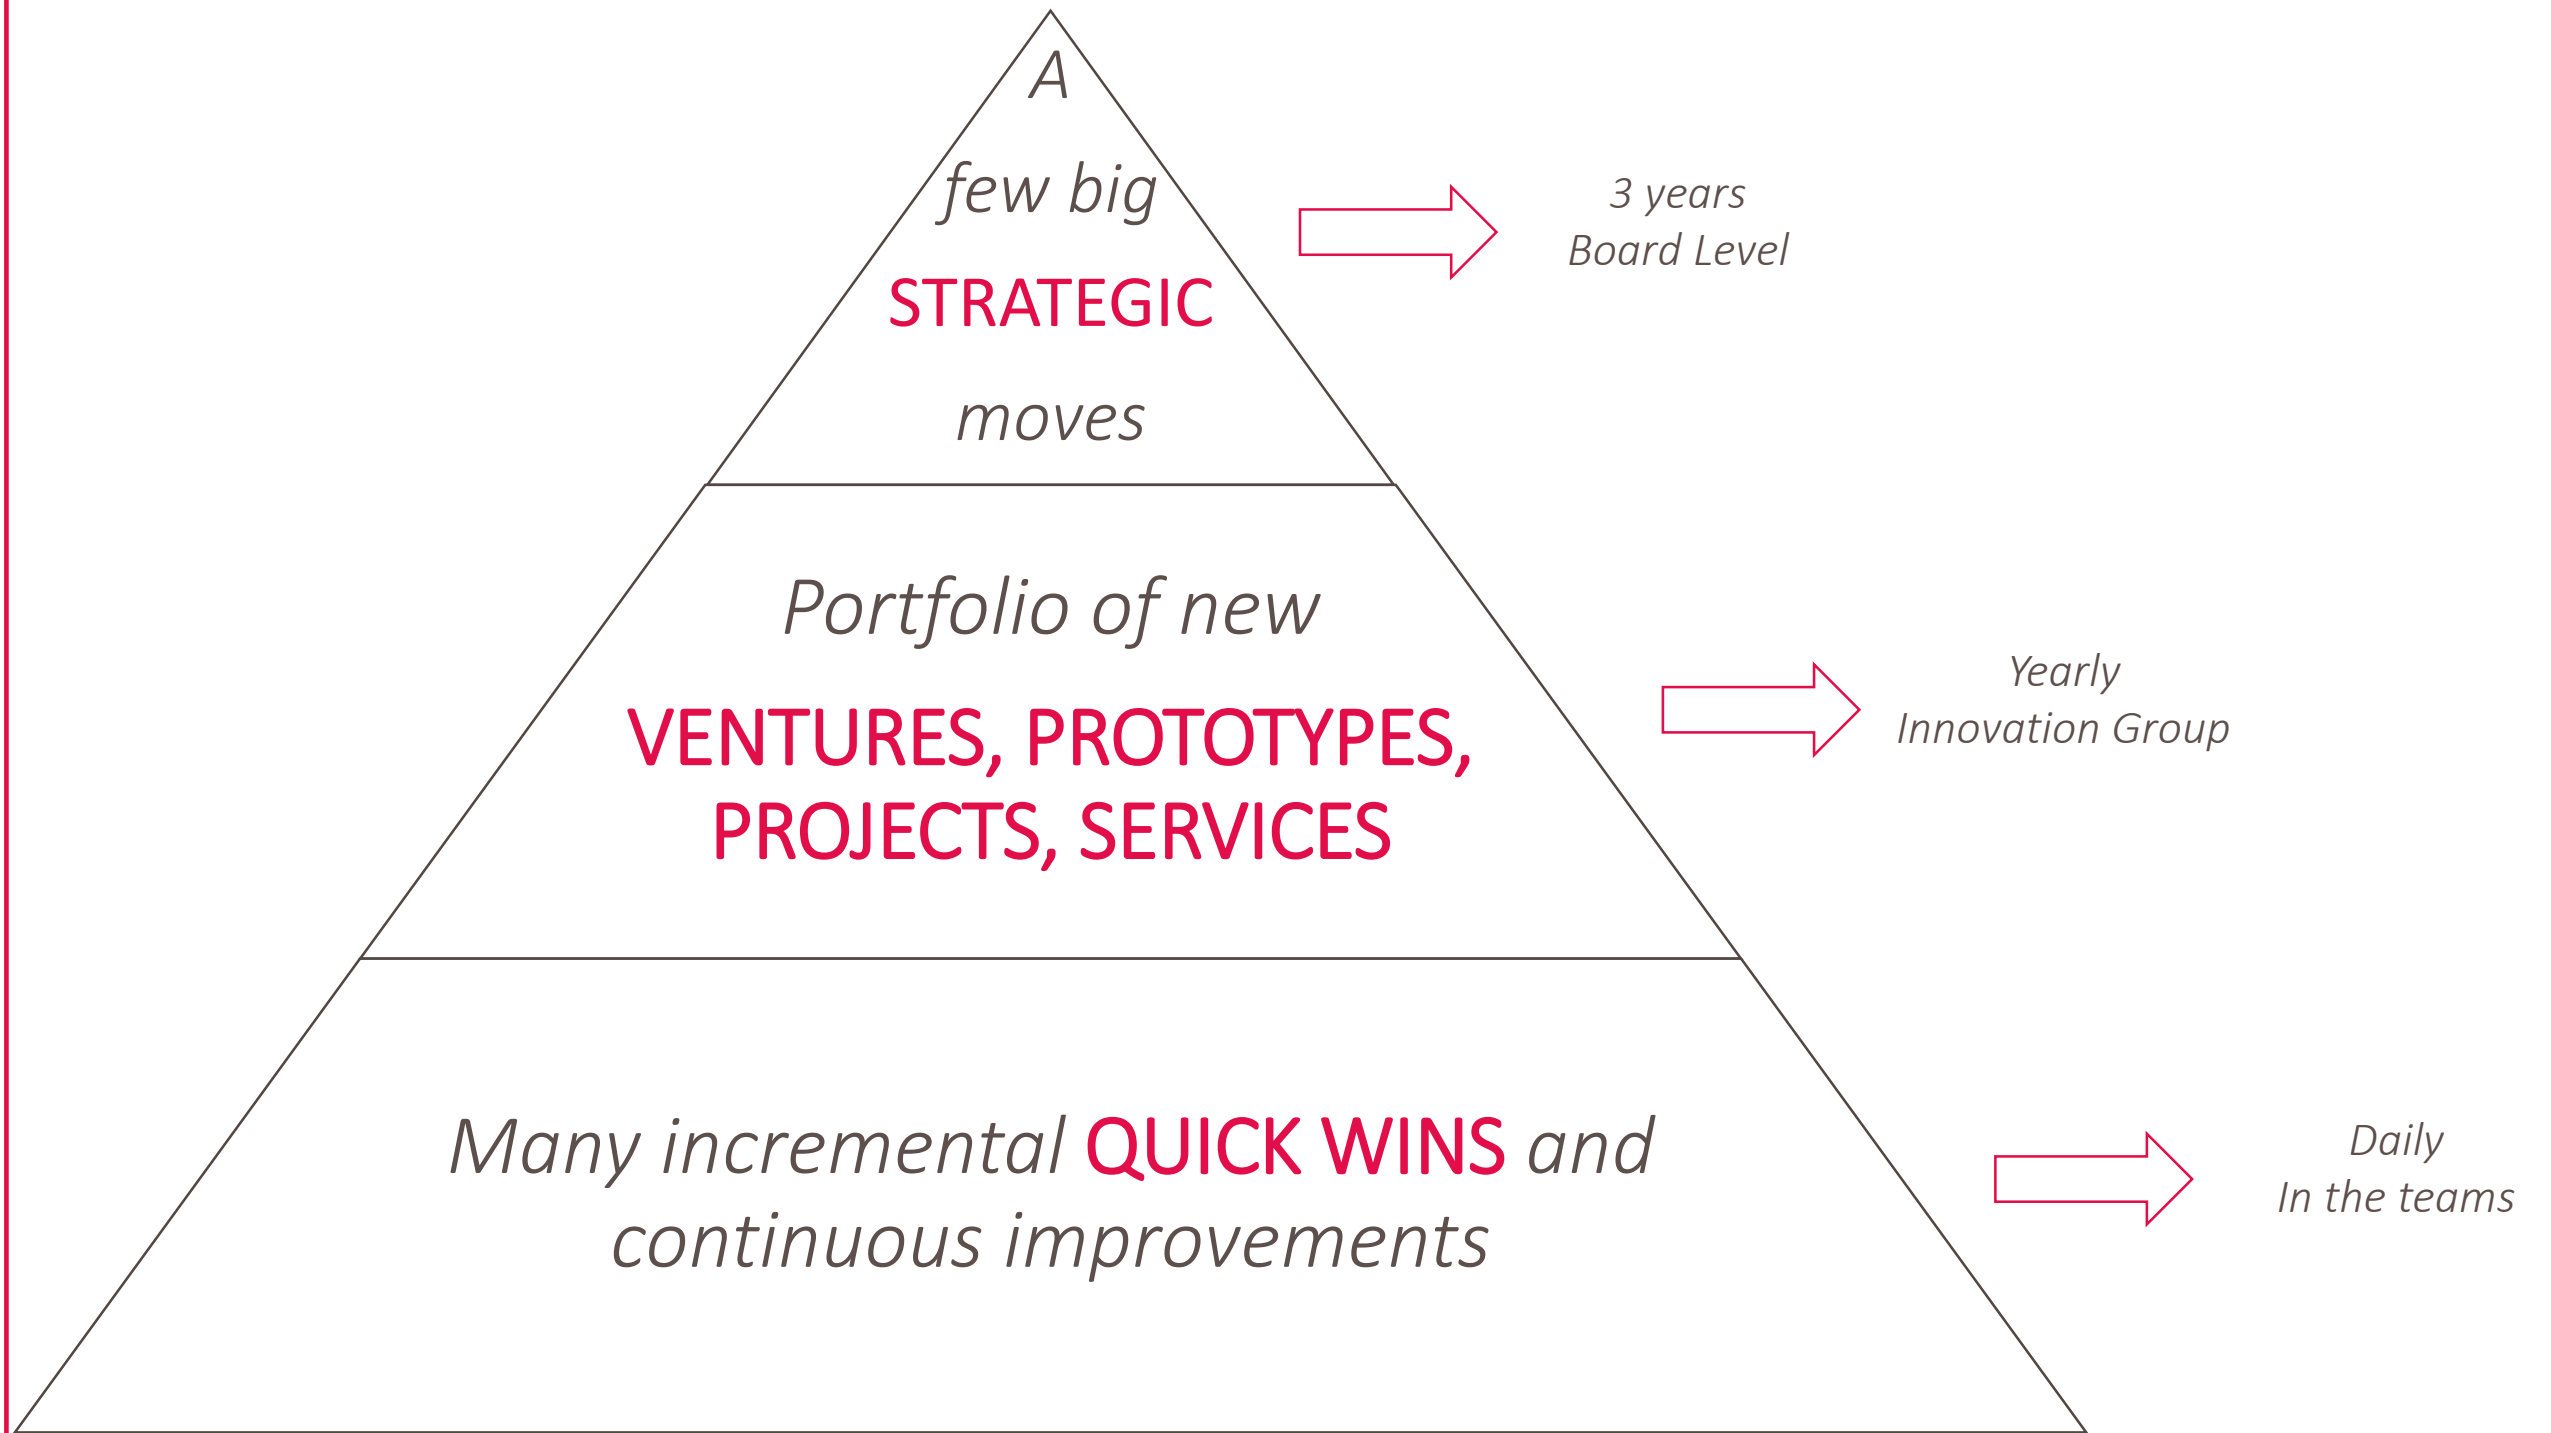 A
few big
STRATEGIC
moves
3 years
Board Level
Portfolio of new
VENTURES, PROTOTYPES,
PROJECTS, SERVICES
Yearly
Innovation Group
Many incremental QUICK WINS and
continuous improvements
Daily
In the teams